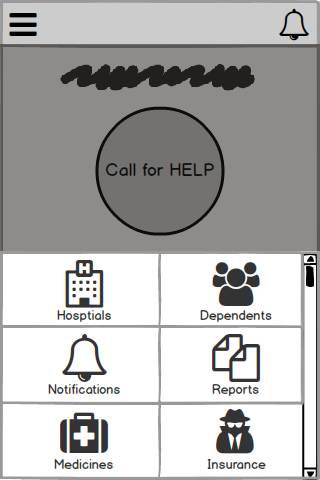 Call for HELP
Hosptials
Dependents
Notifications
Reports
Medicines
Insurance